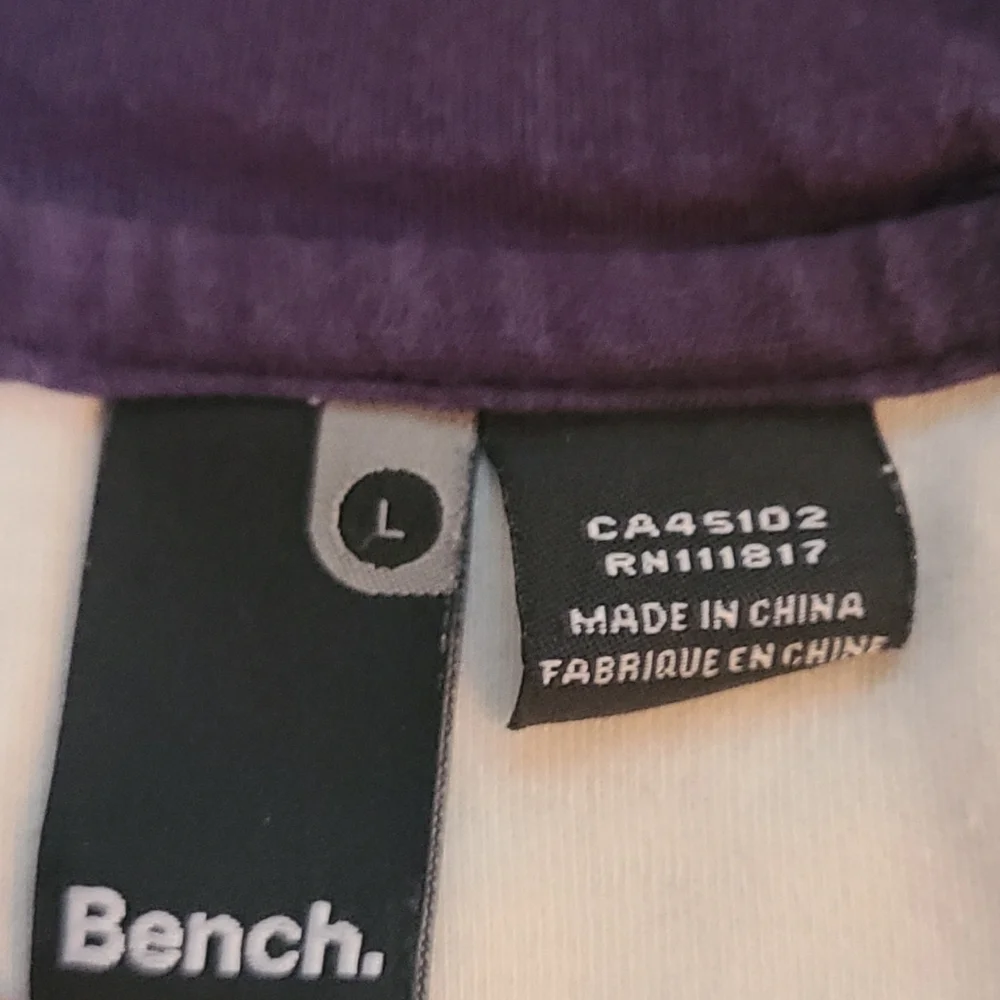 L
CA45102
RN111817
MADE IN CHINA
FABRIQUE EN CHINE
Bench.